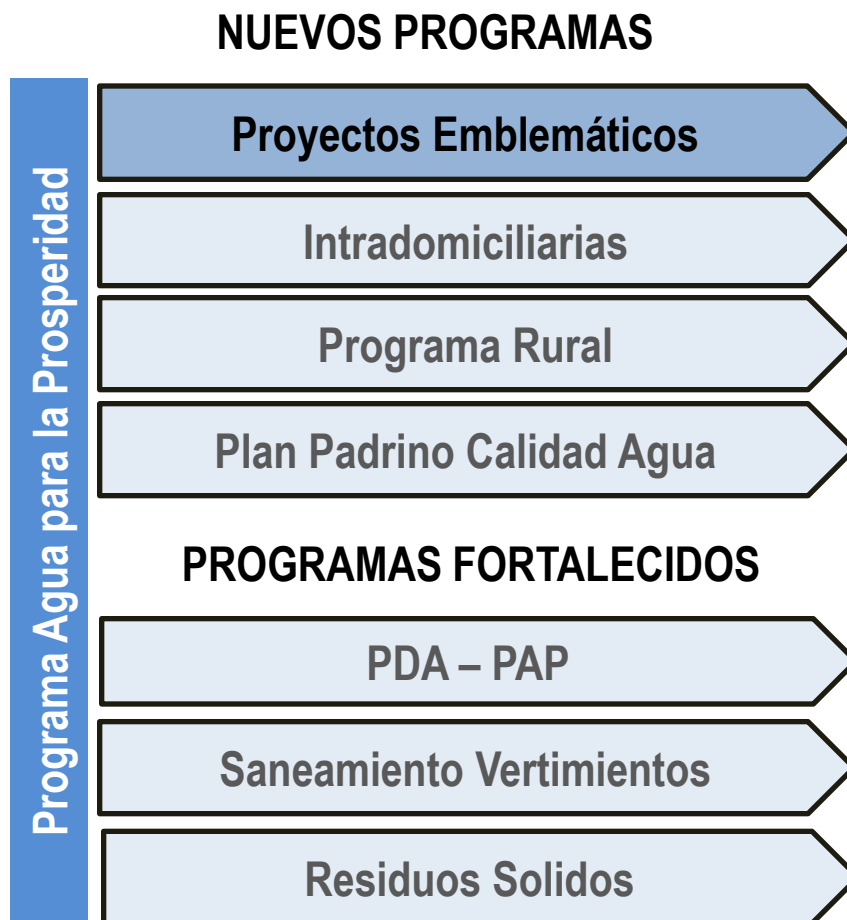 NUEVOS PROGRAMAS
Programa Agua para la Prosperidad
Proyectos Emblemáticos
Intradomiciliarias
Programa Rural
Plan Padrino Calidad Agua
PROGRAMAS FORTALECIDOS
PDA – PAP
Saneamiento Vertimientos
Residuos Solidos